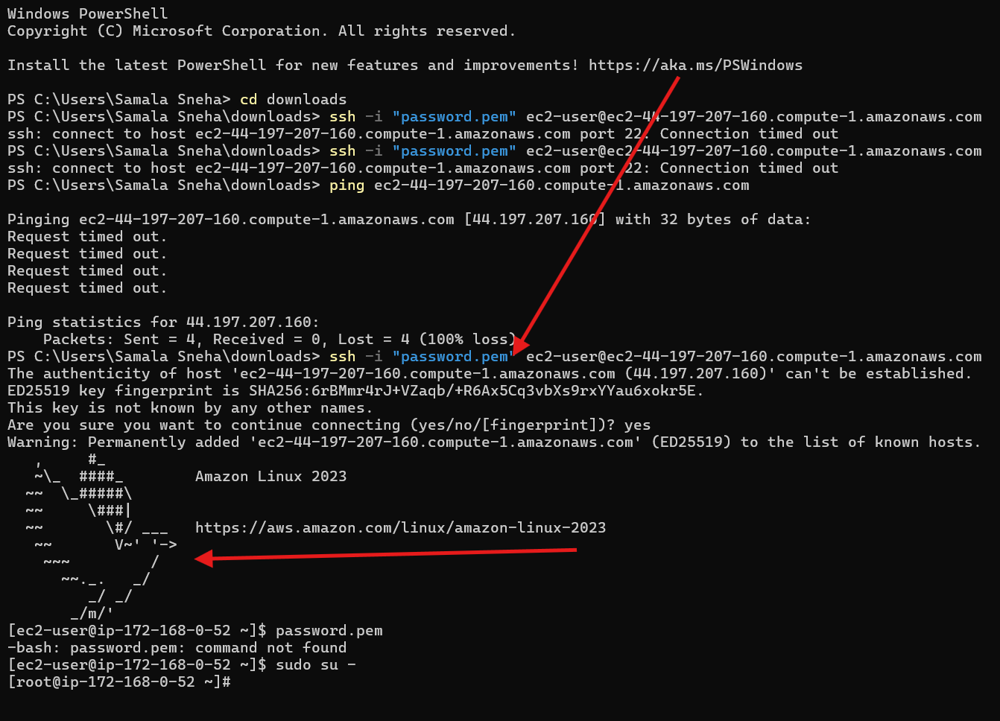 Windows PowerShell
Copyright (C) Microsoft Corporation. All rights reserved.
Install the latest PowerShell for new features and improvements! https://aka.ms/PSWindows
PS C:\Users\Samala Sneha> cd downloads
PS C:\Users\Samala Sneha\downloads> ssh -i "password.pem" ec2-user@ec2-44-197-207-160.compute-1.amazonaws.com
ssh: connect to host ec2-44-197-207-160.compute-1.amazonaws.com port 22: Connection timed out
PS C:\Users\Samala Sneha\downloads> ssh -i "password.pem" ec2-user@ec2-44-197-207-160.compute-1.amazonaws.com
ssh: connect to host ec2-44-197-207-160.compute-1.amazonaws.com port 22: Connection timed out
PS C:\Users\Samala Sneha\downloads> ping ec2-44-197-207-160.compute-1.amazonaws.com
Pinging ec2-44-197-207-160.compute-1.amazonaws.com [44.197.207.160] with 32 bytes of data:
Request timed out.
Request timed out.
Request timed out.
Request timed out.
Ping statistics for 44.197.207.160:
    Packets: Sent = 4, Received = 0, Lost = 4 (100% loss),
PS C:\Users\Samala Sneha\downloads> ssh -i "password.pem" ec2-user@ec2-44-197-207-160.compute-1.amazonaws.com
The authenticity of host 'ec2-44-197-207-160.compute-1.amazonaws.com (44.197.207.160)' can't be established.
ED25519 key fingerprint is SHA256:6rBMmr4rJ+VZaqb/+R6Ax5Cq3vbXs9rxYYau6xokr5E.
This key is not known by any other names.
Are you sure you want to continue connecting (yes/no/[fingerprint])? yes
Warning: Permanently added 'ec2-44-197-207-160.compute-1.amazonaws.com' (ED25519) to the list of known hosts.
   ,     #_
   ~\_  ####_        Amazon Linux 2023
  ~~  \_#####\
  ~~     \###|
  ~~       \#/ ___   https://aws.amazon.com/linux/amazon-linux-2023
   ~~       V~' '->
    ~~~         /
      ~~._.   _/
         _/ _/
       _/m/'
[ec2-user@ip-172-168-0-52 ~]$ password.pem
-bash: password.pem: command not found
[ec2-user@ip-172-168-0-52 ~]$ sudo su -
[root@ip-172-168-0-52 ~]#